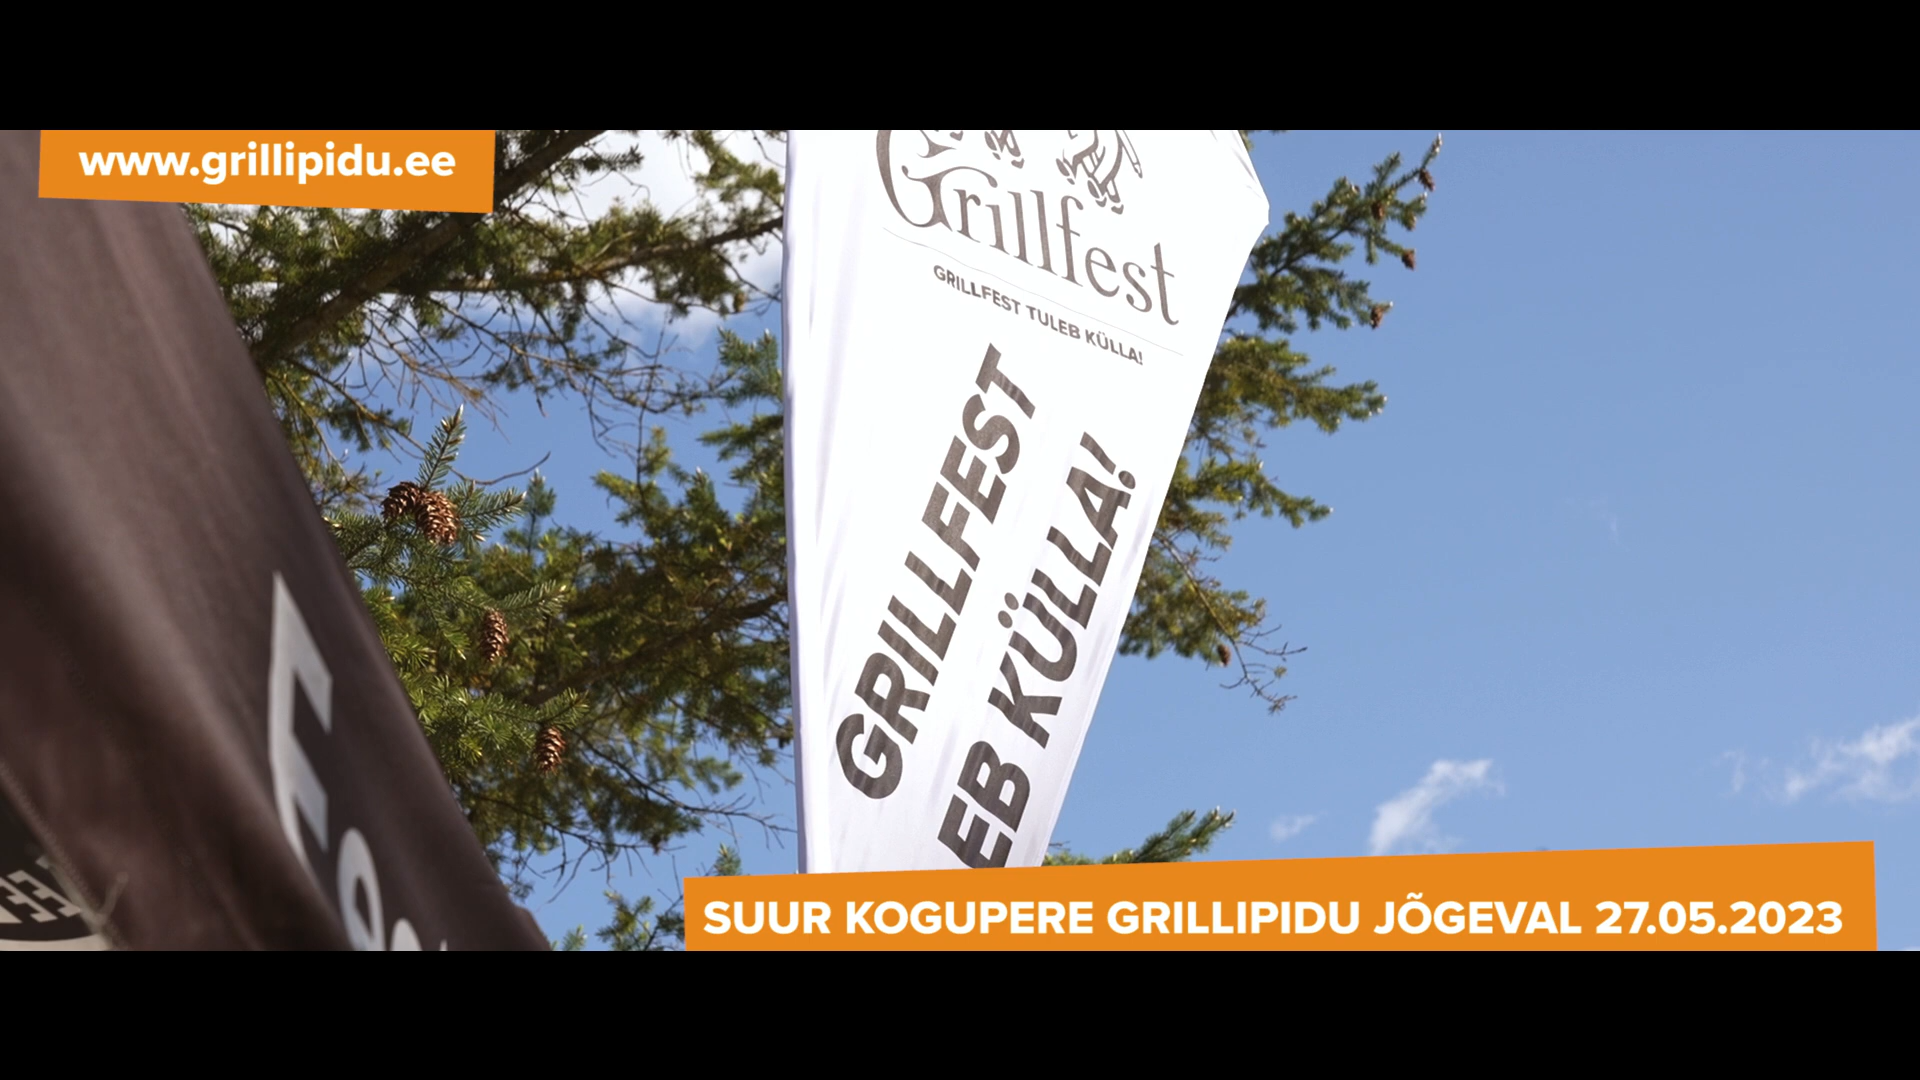 www.grillipidu.ee
Grillfest
GRILLFEST TULEB KÜLLA!
GRILLFEST
EB KÜLLA!
SUUR KOGUPERE GRILLIPIDU JÕGEVAL 27.05.2023